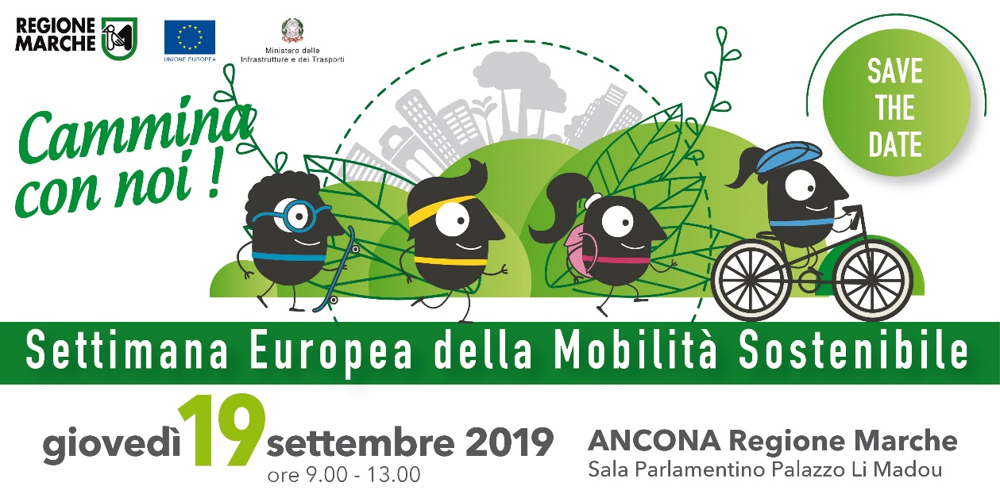 REGIONE
MARCHE
UNIONE EUROPEA
Ministero delle
Infrastrutture e dei Trasporti
SAVE
THE
DATE
Cammina
con noi !
Settimana Europea della Mobilità Sostenibile
giovedì 19 settembre 2019
ore 9.00 - 13.00
ANCONA Regione Marche
Sala Parlamentino Palazzo Li Madou